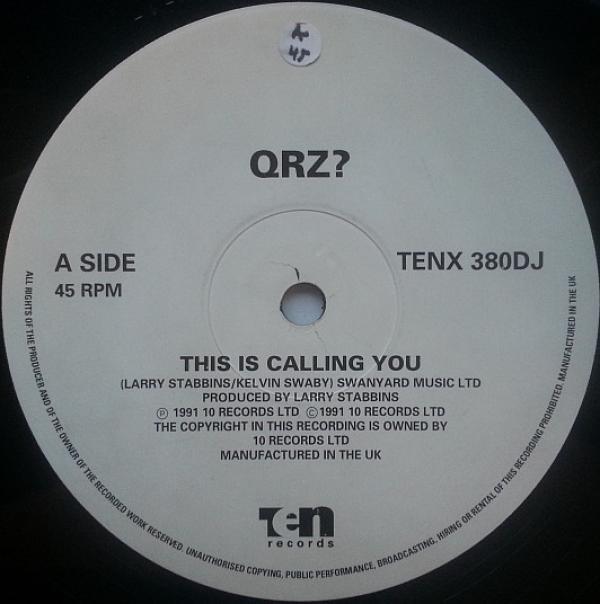 A
45
QRZ?
A SIDE
45 RPM
TENX 380DJ
THIS IS CALLING YOU
(LARRY STABBINS/KELVIN SWABY) SWANYARD MUSIC LTD
PRODUCED BY LARRY STABBINS
Ⓟ 1991 10 RECORDS LTD ©1991 10 RECORDS LTD
THE COPYRIGHT IN THIS RECORDING IS OWNED BY
10 RECORDS LTD
MANUFACTURED IN THE UK
Ten
records
ALL RIGHTS OF THE PRODUCER AND OF THE OWNER OF THE RECORDED WORK RESERVED. UNAUTHORISED COPYING, PUBLIC PERFORMANCE, BROADCASTING, HIRING OR RENTAL OF THIS RECORDING PROHIBITED. MANUFACTURED IN THE UK